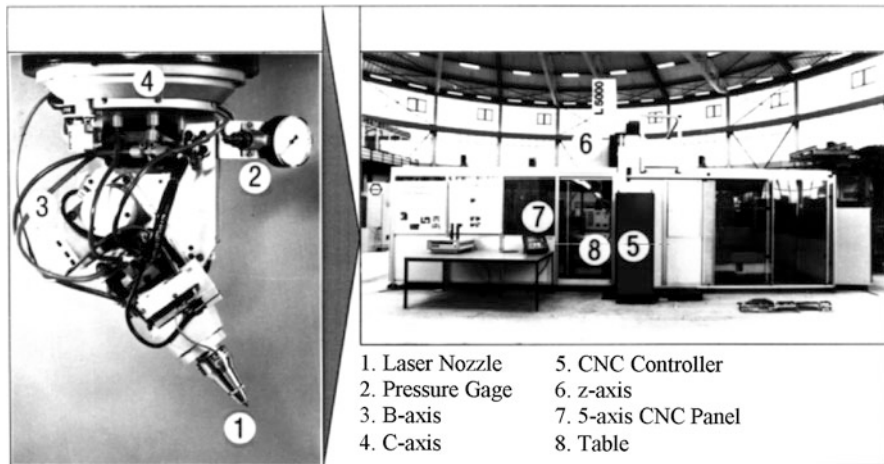 4
3
2
1
L 5000
6
7
8
5
1. Laser Nozzle
2. Pressure Gage
3. B-axis
4. C-axis
5. CNC Controller
6. z-axis
7. 5-axis CNC Panel
8. Table